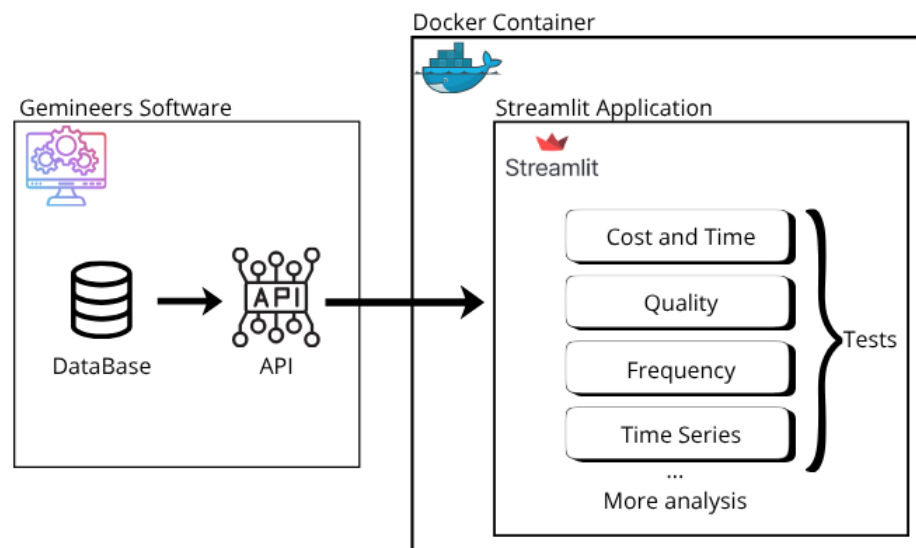 Docker Container
Gemineers Software
Streamlit Application
Streamlit
Cost and Time
Quality
Frequency
Time Series
...
More analysis
Tests
DataBase
API
API